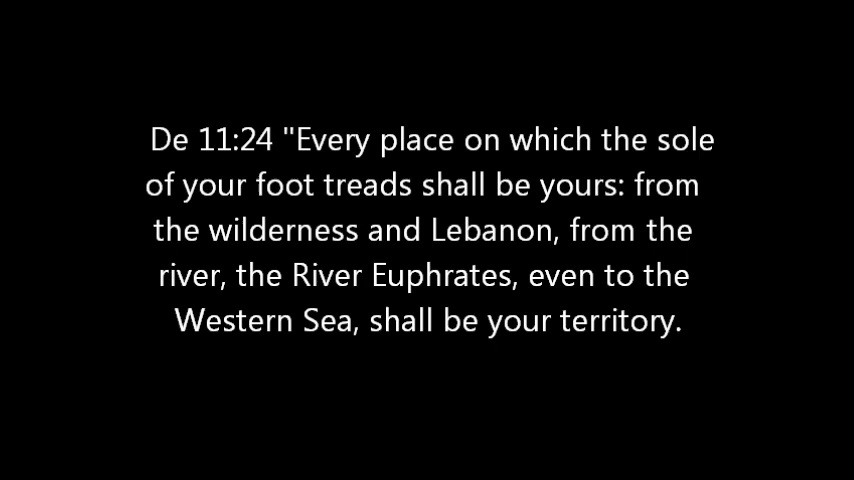 De 11:24 "Every place on which the sole
of your foot treads shall be yours: from
the wilderness and Lebanon, from the
river, the River Euphrates, even to the
Western Sea, shall be your territory.